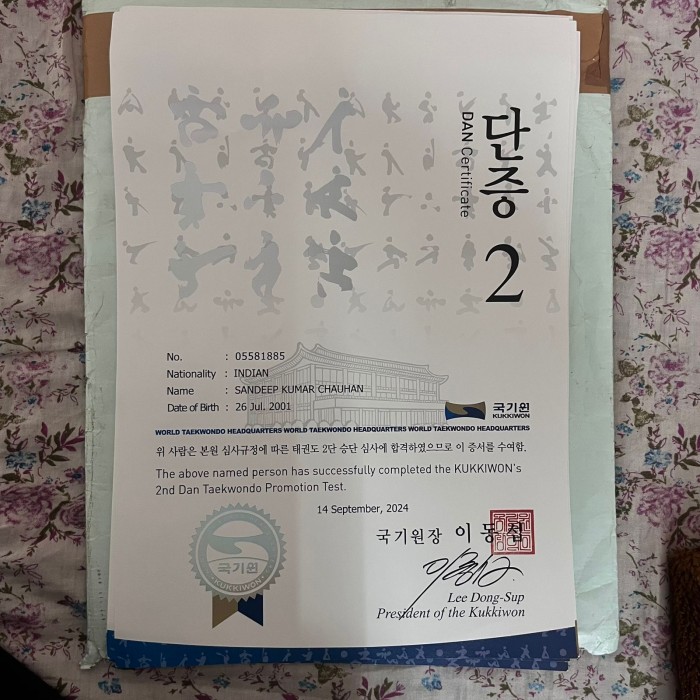 단증
DAN Certificate
2
No. : 05581885
Nationality : INDIAN
Name : SANDEEP KUMAR CHAUHAN
Date of Birth : 26 Jul. 2001
국기원
KUKKIWON
WORLD TAEKWONDO HEADQUARTERS WORLD TAEKWONDO HEADQUARTERS WORLD TAEKWONDO HEADQUARTERS
위 사람은 본원 심사규정에 따른 태권도 2단 승단 심사에 합격하였으므로 이 증서를 수여함.
The above named person has successfully completed the KUKKIWON's
2nd Dan Taekwondo Promotion Test.
14 September, 2024
국기원장 이동섭
국기원
KUKKIWON
Lee Dong-Sup
President of the Kukkiwon